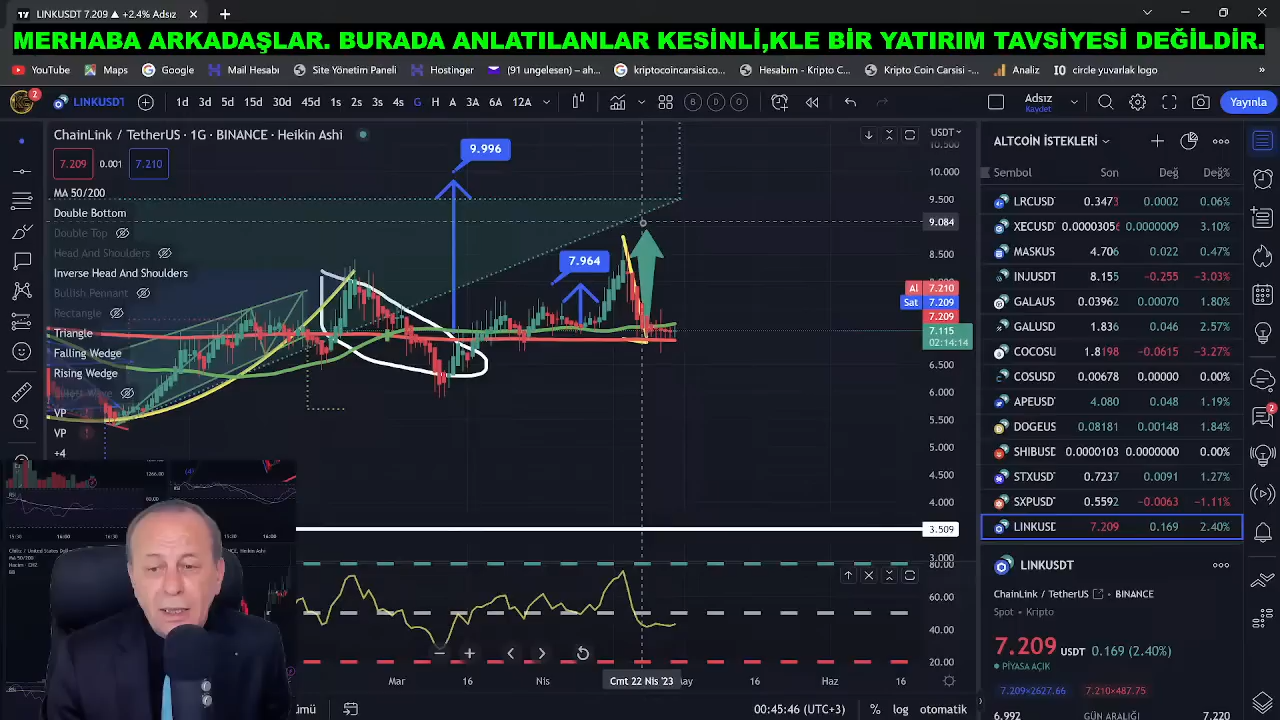 LINKUSDT 7.209 ▲ +2.4% Adsız
MERHABA ARKADAŞLAR. BURADA ANLATILANLAR KESİNLİ,KLE BİR YATIRIM TAVSİYESİ DEĞİLDİR.
YouTube Maps Google Mail Hesabı Site Yönetim Paneli Hostinger (91 ungelesen) – ah... kriptocoincarsisi.co... Hesabım - Kripto C... Kripto Coin Carsisi -... Analiz IO circle yuvarlak logo »
2 LINKUSDT 1d 3d 5d 15d 30d 45d 1s 2s 3s 4s G H A 3A 6A 12A B D O Adsız Kaydet Yayınla
ChainLink / TetherUS · 1G · BINANCE · Heikin Ashi
7.209 0.001 7.210
MA 50/200
Double Bottom
Double Top
Head And Shoulders
Inverse Head And Shoulders
Bullish Pennant
Rectangle
Triangle
Falling Wedge
Rising Wedge
VP
VP
+4
9.996
7.964
USDT
10.500
10.000
9.500
9.084
8.500
Al 7.210
Sat 7.209
7.209
7.115
02:14:14
6.500
6.000
5.500
5.000
4.500
4.000
3.509
3.000
80.00
60.00
40.00
20.00
Mar 16 Nis Cmt 22 Nis '23 16 Haz 16
00:45:46 (UTC+3) % log otomatik
ALTCOİN İSTEKLERİ
Sembol Son Değ Değ%
LRCUSD 0.3473 0.0002 0.06%
XECUSD 0.0000305 0.0000009 3.10%
MASKUS 4.706 0.022 0.47%
INJUSDT 8.155 −0.255 −3.03%
GALAUS 0.03962 0.00070 1.80%
GALUSD 2.57%
COCOSU 1.8198 −0.0615 −3.27%
COSUSD 0.00678 0.00000 0.00%
APEUSD 4.080 0.048 1.19%
DOGEUS 0.08181 0.00148 1.84%
SHIBUSD 0.0000103 0.0000000 0.00%
STXUSD 0.7237 0.0091 1.27%
SXPUSD 0.5592 −0.0063 −1.11%
LINKUSD 7.209 0.169 2.40%
LINKUSDT
ChainLink / TetherUS · BINANCE
Spot • Kripto
7.209 USDT 0.169 (2.40%)
PİYASA AÇIK
7.209×2627.66 7.210×487.75
6.992 GÜN ARALIĞI 7.220